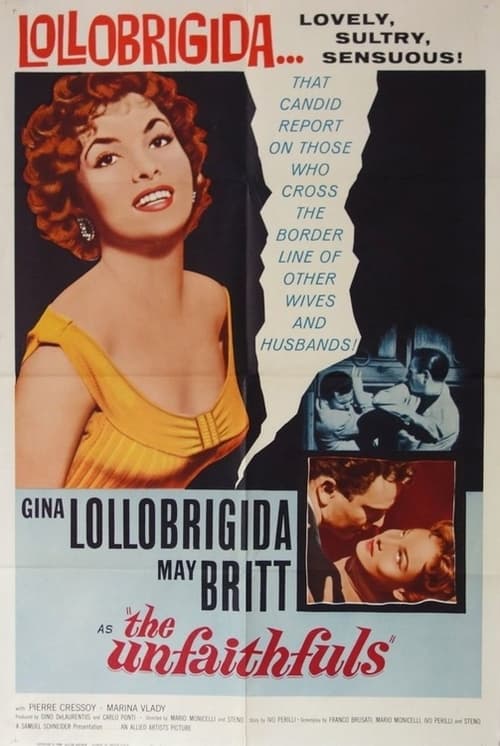 LOLLOBRIGIDA...
LOVELY,
SULTRY,
SENSUOUS!
THAT
CANDID
REPORT
ON THOSE
WHO
CROSS
THE
BORDER
LINE OF
OTHER
WIVES
AND
HUSBANDS!
GINA LOLLOBRIGIDA
MAY BRITT
AS "the
unfaithfuls"
with PIERRE CRESSOY - MARINA VLADY
Produced by DINO DeLAURENTIIS and CARLO PONTI - Directed by MARIO MONICELLI and STENO Story by IVO PERILLI - Screenplay by FRANCO BRUSATI, MARIO MONICELLI, IVO PERILLI and STENO
A SAMUEL SCHNEIDER Presentation AN ALLIED ARTISTS PICTURE